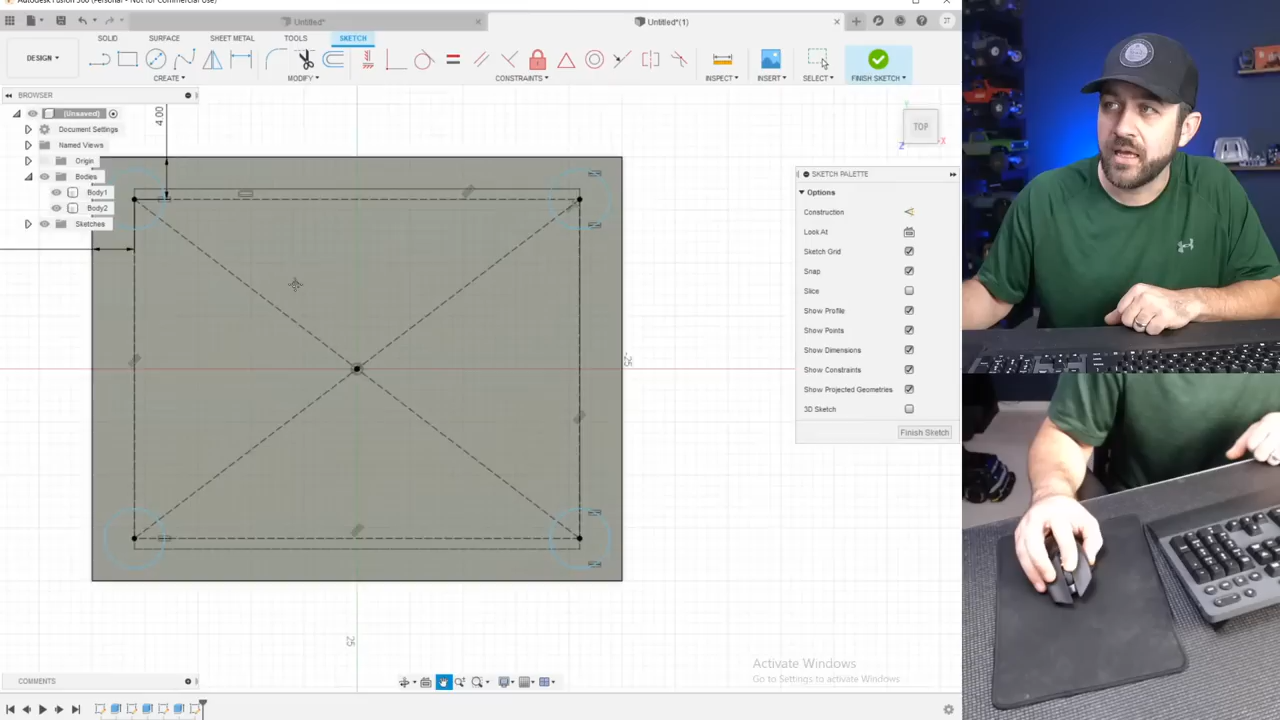 Autodesk Fusion 360 (Personal - Not for Commercial Use)
Untitled*
Untitled*(1)
JT
DESIGN
SOLID
SURFACE
SHEET METAL
TOOLS
SKETCH
CREATE
MODIFY
CONSTRAINTS
INSPECT
INSERT
SELECT
FINISH SKETCH
BROWSER
(Unsaved)
Document Settings
Named Views
Origin
Bodies
Body1
Body2
Sketches
4.00
TOP
X
Z
SKETCH PALETTE
Options
Construction
Look At
Sketch Grid
Snap
Slice
Show Profile
Show Points
Show Dimensions
Show Constraints
Show Projected Geometries
3D Sketch
Finish Sketch
-25
25
Activate Windows
Go to Settings to activate Windows
COMMENTS